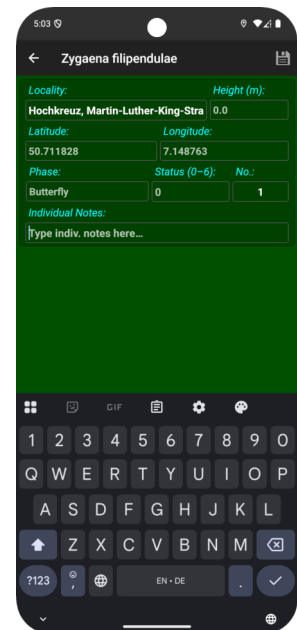 5:03
Zygaena filipendulae
Locality: Height (m):
Hochkreuz, Martin-Luther-King-Stra 0.0
Latitude: Longitude:
50.711828 7.148763
Phase: Status (0–6): No.:
Butterfly 0 1
Individual Notes:
Type indiv. notes here...
GIF
1 2 3 4 5 6 7 8 9 0
Q W E R T Y U I O P
A S D F G H J K L
Z X C V B N M
?123 , EN • DE .